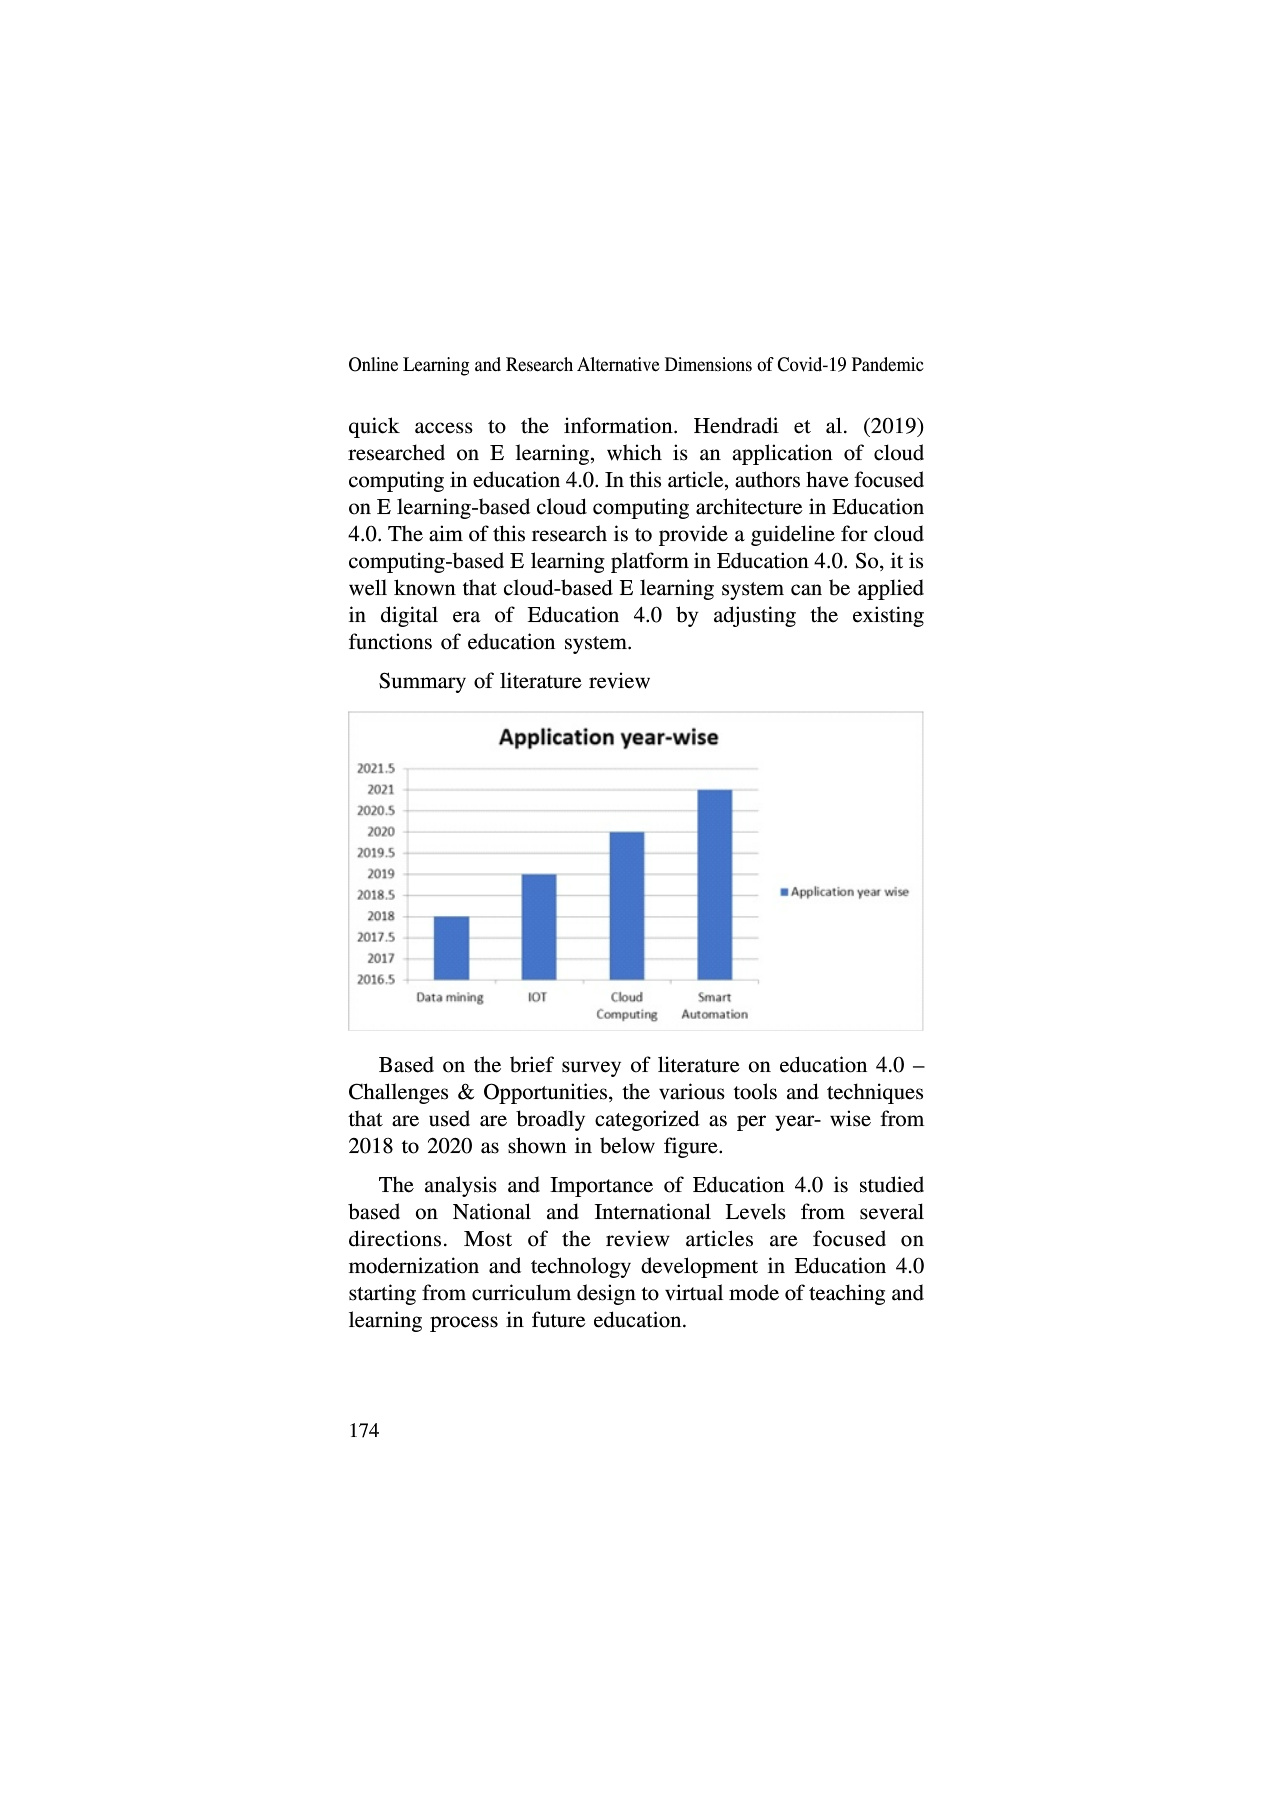 Online Learning and Research Alternative Dimensions of Covid-19 Pandemic
quick access to the information. Hendradi et al. (2019)
researched on E learning, which is an application of cloud
computing in education 4.0. In this article, authors have focused
on E learning-based cloud computing architecture in Education
4.0. The aim of this research is to provide a guideline for cloud
computing-based E learning platform in Education 4.0. So, it is
well known that cloud-based E learning system can be applied
in digital era of Education 4.0 by adjusting the existing
functions of education system.
Summary of literature review
Application year-wise
2021.5
2021
2020.5
2020
2019.5
2019
2018.5
2018
2017.5
2017
2016.5
Data mining
IOT
Cloud
Computing
Smart
Automation
Application year wise
Based on the brief survey of literature on education 4.0 –
Challenges & Opportunities, the various tools and techniques
that are used are broadly categorized as per year- wise from
2018 to 2020 as shown in below figure.
The analysis and Importance of Education 4.0 is studied
based on National and International Levels from several
directions. Most of the review articles are focused on
modernization and technology development in Education 4.0
starting from curriculum design to virtual mode of teaching and
learning process in future education.
174